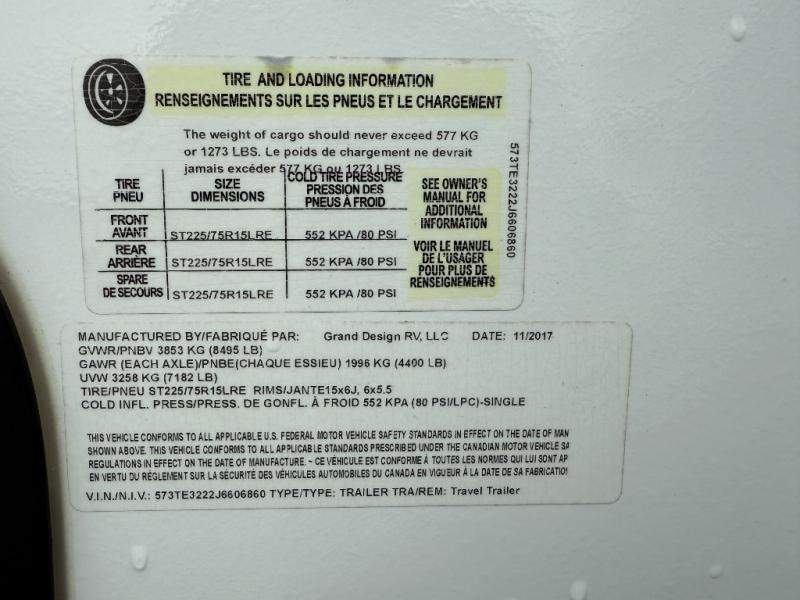 TIRE AND LOADING INFORMATION
RENSEIGNEMENTS SUR LES PNEUS ET LE CHARGEMENT
The weight of cargo should never exceed 577 KG
or 1273 LBS. Le poids de chargement ne devrait
jamais excéder 577 KG ou 1273 LBS
TIRE PNEU SIZE DIMENSIONS COLD TIRE PRESSURE PRESSION DES PNEUS À FROID
FRONT AVANT ST225/75R15LRE 552 KPA /80 PSI
REAR ARRIÈRE ST225/75R15LRE 552 KPA /80 PSI
SPARE DE SECOURS ST225/75R15LRE 552 KPA /80 PSI
SEE OWNER'S
MANUAL FOR
ADDITIONAL
INFORMATION
VOIR LE MANUEL
DE L'USAGER
POUR PLUS DE
RENSEIGNEMENTS
573TE3222J6606860
MANUFACTURED BY/FABRIQUÉ PAR: Grand Design RV, LLC DATE: 11/2017
GVWR/PNBV 3853 KG (8495 LB)
GAWR (EACH AXLE)/PNBE(CHAQUE ESSIEU) 1996 KG (4400 LB)
UVW 3258 KG (7182 LB)
TIRE/PNEU ST225/75R15LRE RIMS/JANTE15x6J, 6x5.5
COLD INFL. PRESS/PRESS. DE GONFL. À FROID 552 KPA (80 PSI/LPC)-SINGLE
THIS VEHICLE CONFORMS TO ALL APPLICABLE U.S. FEDERAL MOTOR VEHICLE SAFETY STANDARDS IN EFFECT ON THE DATE OF MAN
SHOWN ABOVE. THIS VEHICLE CONFORMS TO ALL APPLICABLE STANDARDS PRESCRIBED UNDER THE CANADIAN MOTOR VEHICLE SA
REGULATIONS IN EFFECT ON THE DATE OF MANUFACTURE. ~ CE VÉHICULE EST CONFORME À TOUTES LES NORMES QUI LUI SONT AP
EN VERTU DU RÈGLEMENT SUR LA SÉCURITÉ DES VÉHICULES AUTOMOBILES DU CANADA EN VIGUEUR À LA DATE DE SA FABRICATIO
V.I.N./N.I.V.: 573TE3222J6606860 TYPE/TYPE: TRAILER TRA/REM: Travel Trailer